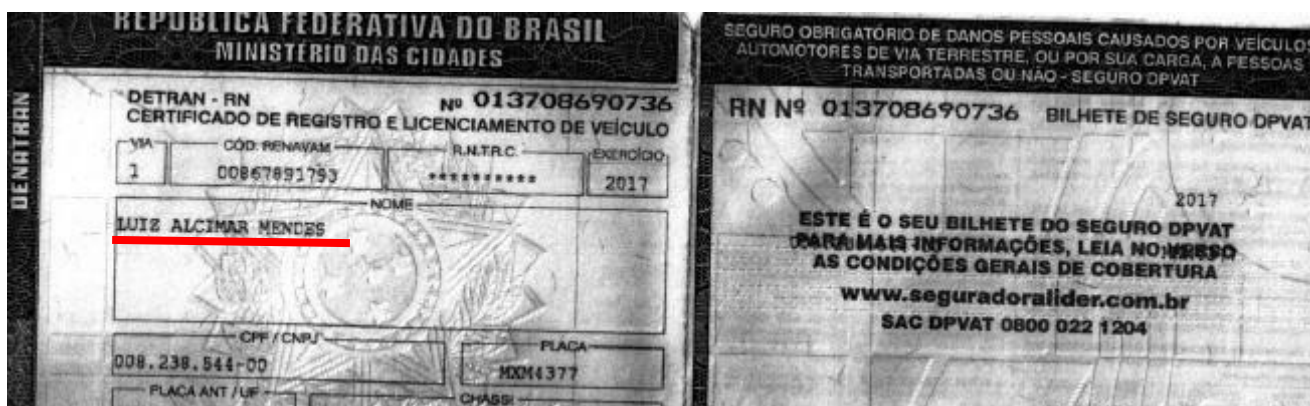 REPÚBLICA FEDERATIVA DO BRASIL
MINISTÉRIO DAS CIDADES
DENATRAN
DETRAN - RN Nº 013708690736
CERTIFICADO DE REGISTRO E LICENCIAMENTO DE VEÍCULO
VIA CÓD. RENAVAM R.N.T.R.C. EXERCÍCIO
1 00867891793 ********** 2017
NOME
LUIZ ALCIMAR MENDES
CPF / CNPJ PLACA
008.238.544-00 MXM4377
PLACA ANT / UF CHASSI
SEGURO OBRIGATÓRIO DE DANOS PESSOAIS CAUSADOS POR VEÍCULO
AUTOMOTORES DE VIA TERRESTRE, OU POR SUA CARGA, A PESSOAS
TRANSPORTADAS OU NÃO - SEGURO DPVAT
RN Nº 013708690736 BILHETE DE SEGURO DPVAT
2017
ESTE É O SEU BILHETE DO SEGURO DPVAT
PARA MAIS INFORMAÇÕES, LEIA NO VERSO
AS CONDIÇÕES GERAIS DE COBERTURA
www.seguradoralider.com.br
SAC DPVAT 0800 022 1204